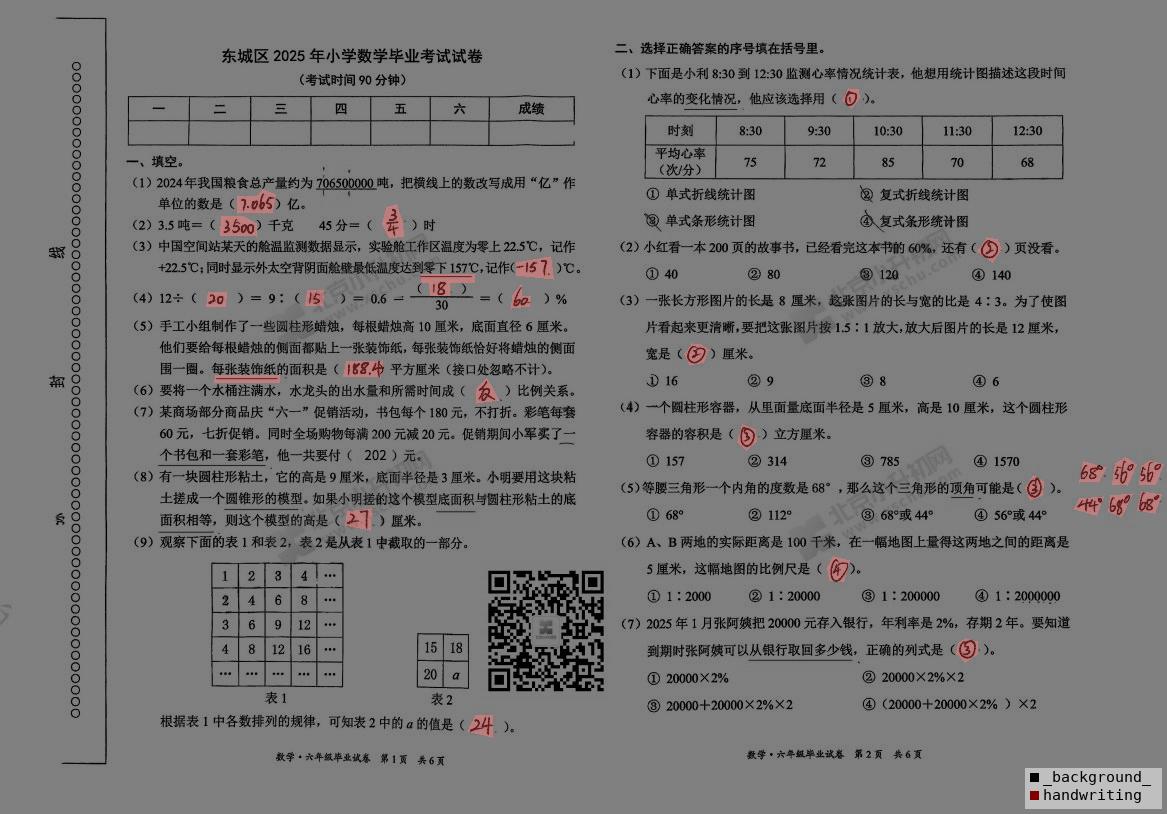 东城区 2025 年小学数学毕业考试试卷
（考试时间 90 分钟）
一 二 三 四 五 六 成绩
一、填空。
（1）2024年我国粮食总产量约为 706500000 吨，把横线上的数改写成用“亿”作
单位的数是（ 7.065 ）亿。
（2）3.5 吨＝（ 3500 ）千克 45 分＝（ 3/4 ）时
（3）中国空间站某天的舱温监测数据显示，实验舱工作区温度为零上 22.5℃，记作
+22.5℃；同时显示外太空背阴面舱壁最低温度达到零下 157℃，记作（ -157 ）℃。
（4）12÷（ 20 ）＝ 9：（ 15 ）＝ 0.6 ＝（ 18 ）/30 ＝（ 60 ）%
（5）手工小组制作了一些圆柱形蜡烛，每根蜡烛高 10 厘米，底面直径 6 厘米。
他们要给每根蜡烛的侧面都贴上一张装饰纸，每张装饰纸恰好将蜡烛的侧面
围一圈。每张装饰纸的面积是（ 188.4 ）平方厘米（接口处忽略不计）。
（6）要将一个水桶注满水，水龙头的出水量和所需时间成（ 反 ）比例关系。
（7）某商场部分商品庆“六一”促销活动，书包每个 180 元，不打折。彩笔每套
60 元，七折促销。同时全场购物每满 200 元减 20 元。促销期间小军买了一
个书包和一套彩笔，他一共要付（ 202 ）元。
（8）有一块圆柱形粘土，它的高是 9 厘米，底面半径是 3 厘米。小明要用这块粘
土搓成一个圆锥形的模型。如果小明搓的这个模型底面积与圆柱形粘土的底
面积相等，则这个模型的高是（ 27 ）厘米。
（9）观察下面的表 1 和表 2，表 2 是从表 1 中截取的一部分。
1 2 3 4 …
2 4 6 8 …
3 6 9 12 …
4 8 12 16 …
… … … … …
表 1
15 18
20 a
表 2
根据表 1 中各数排列的规律，可知表 2 中的 a 的值是（ 24 ）。
数学·六年级毕业试卷 第 1 页 共 6 页
线
封
二、选择正确答案的序号填在括号里。
（1）下面是小利 8:30 到 12:30 监测心率情况统计表，他想用统计图描述这段时间
心率的变化情况，他应该选择用（ ① ）。
时刻 8:30 9:30 10:30 11:30 12:30
平均心率（次/分） 75 72 85 70 68
① 单式折线统计图 ② 复式折线统计图
③ 单式条形统计图 ④ 复式条形统计图
（2）小红看一本 200 页的故事书，已经看完这本书的 60%，还有（ ② ）页没看。
① 40 ② 80 ③ 120 ④ 140
（3）一张长方形图片的长是 8 厘米，这张图片的长与宽的比是 4：3。为了使图
片看起来更清晰，要把这张图片按 1.5：1 放大，放大后图片的长是 12 厘米，
宽是（ ② ）厘米。
① 16 ② 9 ③ 8 ④ 6
（4）一个圆柱形容器，从里面量底面半径是 5 厘米，高是 10 厘米，这个圆柱形
容器的容积是（ ③ ）立方厘米。
① 157 ② 314 ③ 785 ④ 1570
（5）等腰三角形一个内角的度数是 68°，那么这个三角形的顶角可能是（ ③ ）。
68° 56° 56°
44° 68° 68°
① 68° ② 112° ③ 68°或 44° ④ 56°或 44°
（6）A、B 两地的实际距离是 100 千米，在一幅地图上量得这两地之间的距离是
5 厘米，这幅地图的比例尺是（ ④ ）。
① 1：2000 ② 1：20000 ③ 1：200000 ④ 1：2000000
（7）2025 年 1 月张阿姨把 20000 元存入银行，年利率是 2%，存期 2 年。要知道
到期时张阿姨可以从银行取回多少钱，正确的列式是（ ③ ）。
① 20000×2% ② 20000×2%×2
③ 20000＋20000×2%×2 ④（20000＋20000×2% ）×2
数学·六年级毕业试卷 第 2 页 共 6 页
_background_
handwriting